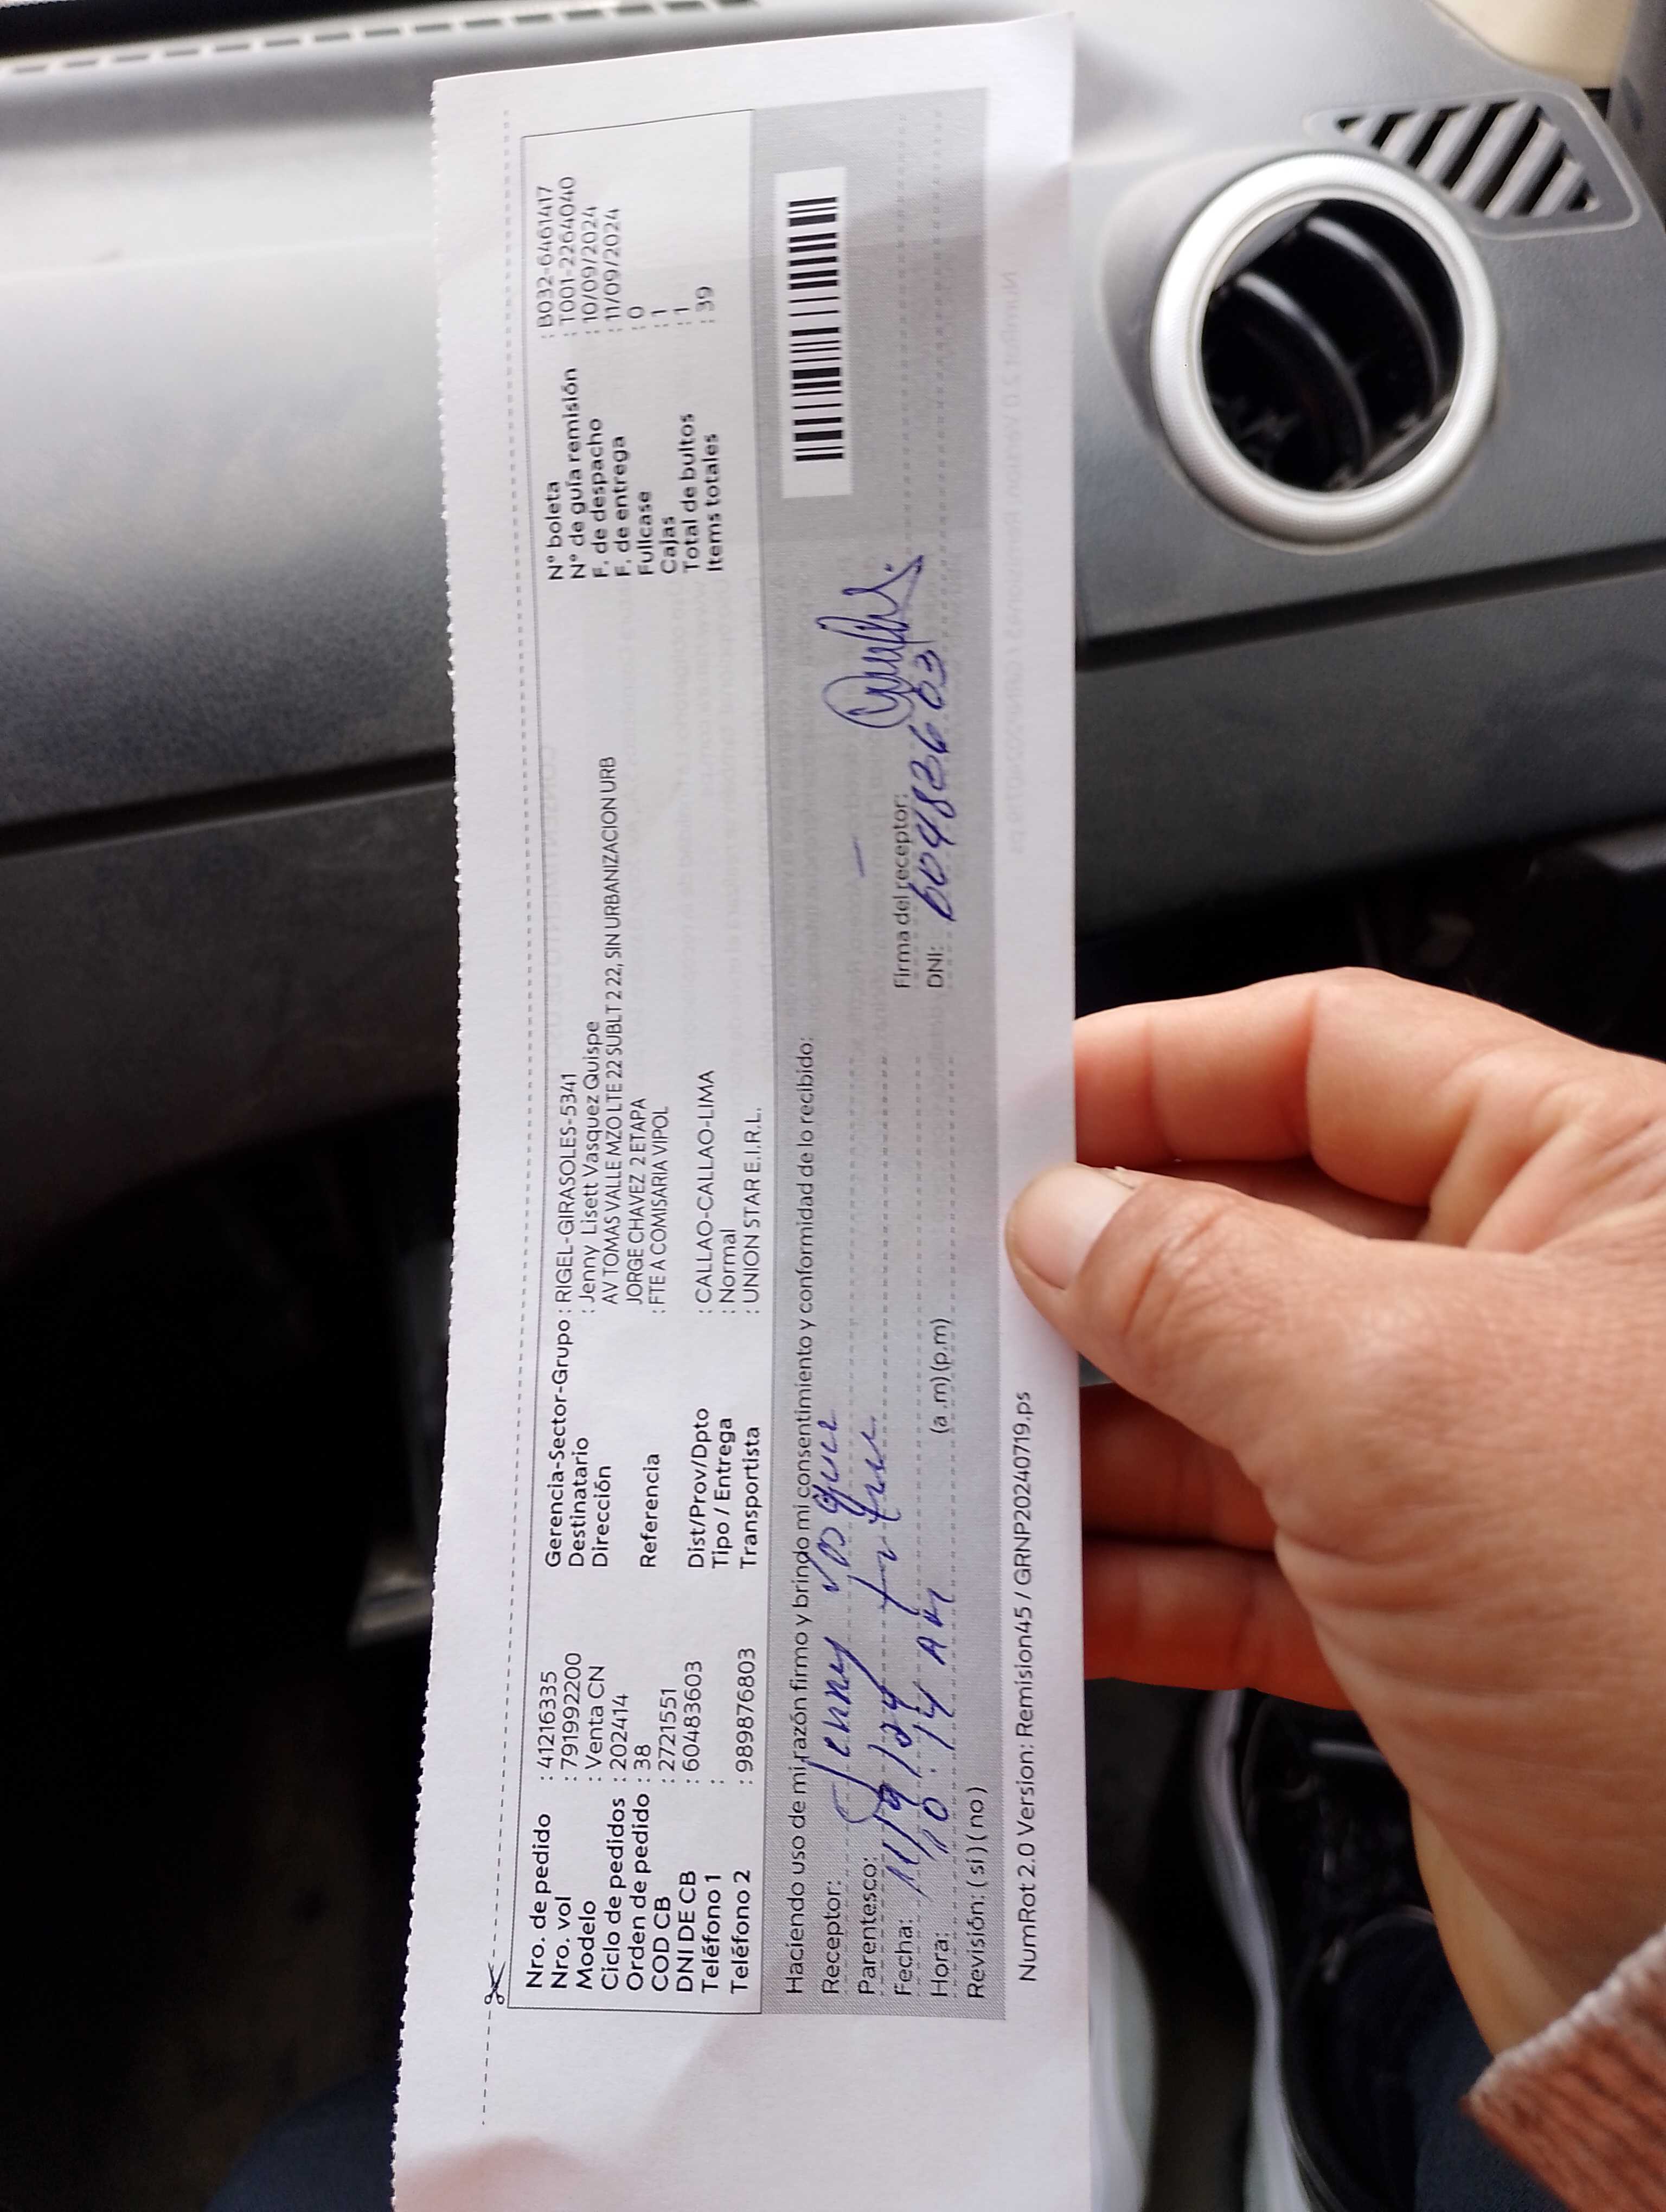 Nro. de pedido : 41216335
Nro. vol : 791992200
Modelo : Venta CN
Ciclo de pedidos : 202414
Orden de pedido : 38
COD CB : 2721551
DNI DE CB : 60483603
Teléfono 1 :
Teléfono 2 : 989876803
Gerencia-Sector-Grupo : RIGEL-GIRASOLES-5341
Destinatario : Jenny Lisett Vasquez Quispe
Dirección AV TOMAS VALLE MZO LTE 22 SUBLT 2 22, SIN URBANIZACION URB
JORGE CHAVEZ 2 ETAPA
Referencia : FTE A COMISARIA VIPOL
Dist/Prov/Dpto : CALLAO-CALLAO-LIMA
Tipo / Entrega : Normal
Transportista : UNION STAR E.I.R.L.
N° boleta : B032-6461417
N° de guía remisión : T001-2264040
F. de despacho : 10/09/2024
F. de entrega : 11/09/2024
Fullcase : 0
Cajas : 1
Total de bultos : 1
Items totales : 39
Haciendo uso de mi razón firmo y brindo mi consentimiento y conformidad de lo recibido:
Receptor: Jenny
Parentesco:
Fecha: 11/9/24
Hora: 10:14 AM (a.m)(p.m)
Revisión: ( si ) ( no )
Firma del receptor:
DNI: 60483603
NumRot 2.0 Version: Remision45 / GRNP20240719.ps